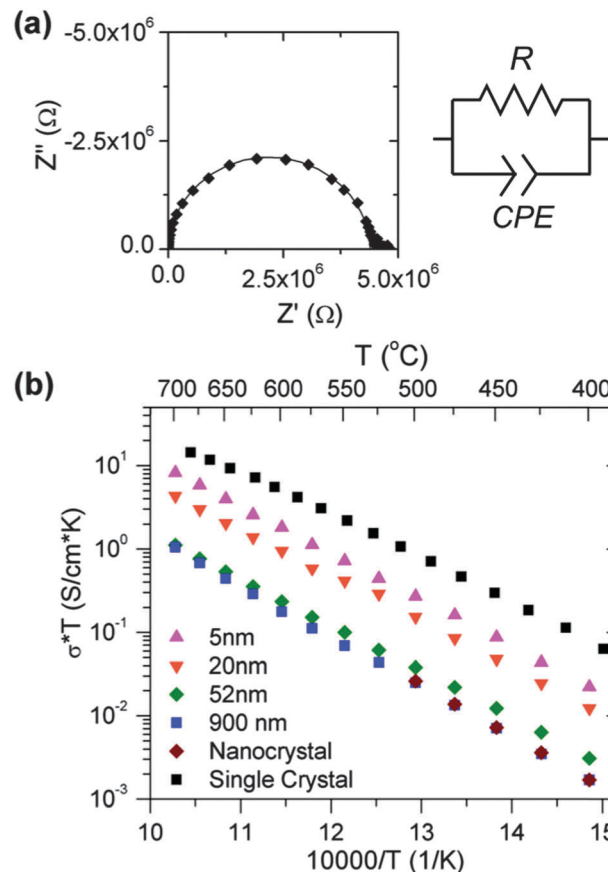 (a)
-5.0x10⁶
-2.5x10⁶
0.0
Z'' (Ω)
0.0 2.5x10⁶ 5.0x10⁶
Z' (Ω)
R
CPE
(b)
T (°C)
700 650 600 550 500 450 400
10¹
10⁰
10⁻¹
10⁻²
10⁻³
σ*T (S/cm*K)
5nm
20nm
52nm
900 nm
Nanocrystal
Single Crystal
10 11 12 13 14 15
10000/T (1/K)